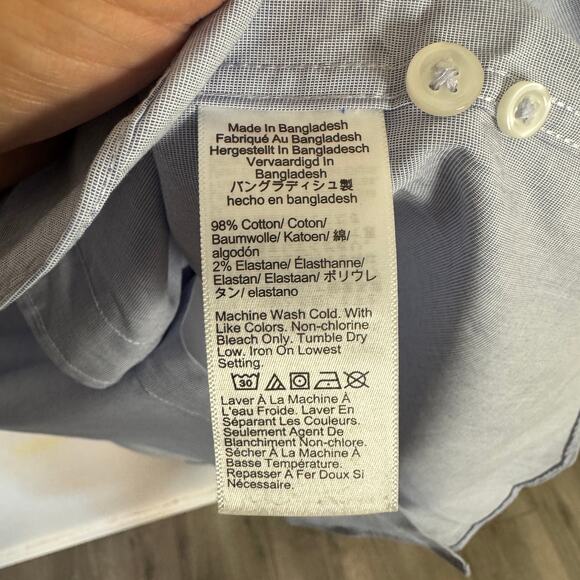 Made In Bangladesh
Fabriqué Au Bangladesh
Hergestellt In Bangladesch
Vervaardigd In
Bangladesh
バングラディシュ製
hecho en bangladesh
98% Cotton/ Coton/
Baumwolle/ Katoen/ 綿/
algodón
2% Elastane/ Élasthanne/
Elastan/ Elastaan/ ポリウレ
タン/ elastano
Machine Wash Cold. With
Like Colors. Non-chlorine
Bleach Only. Tumble Dry
Low. Iron On Lowest
Setting.
30
Laver À La Machine À
L'eau Froide. Laver En
Séparant Les Couleurs.
Seulement Agent De
Blanchiment Non-chlore.
Sécher À La Machine À
Basse Température.
Repasser À Fer Doux Si
Nécessaire.